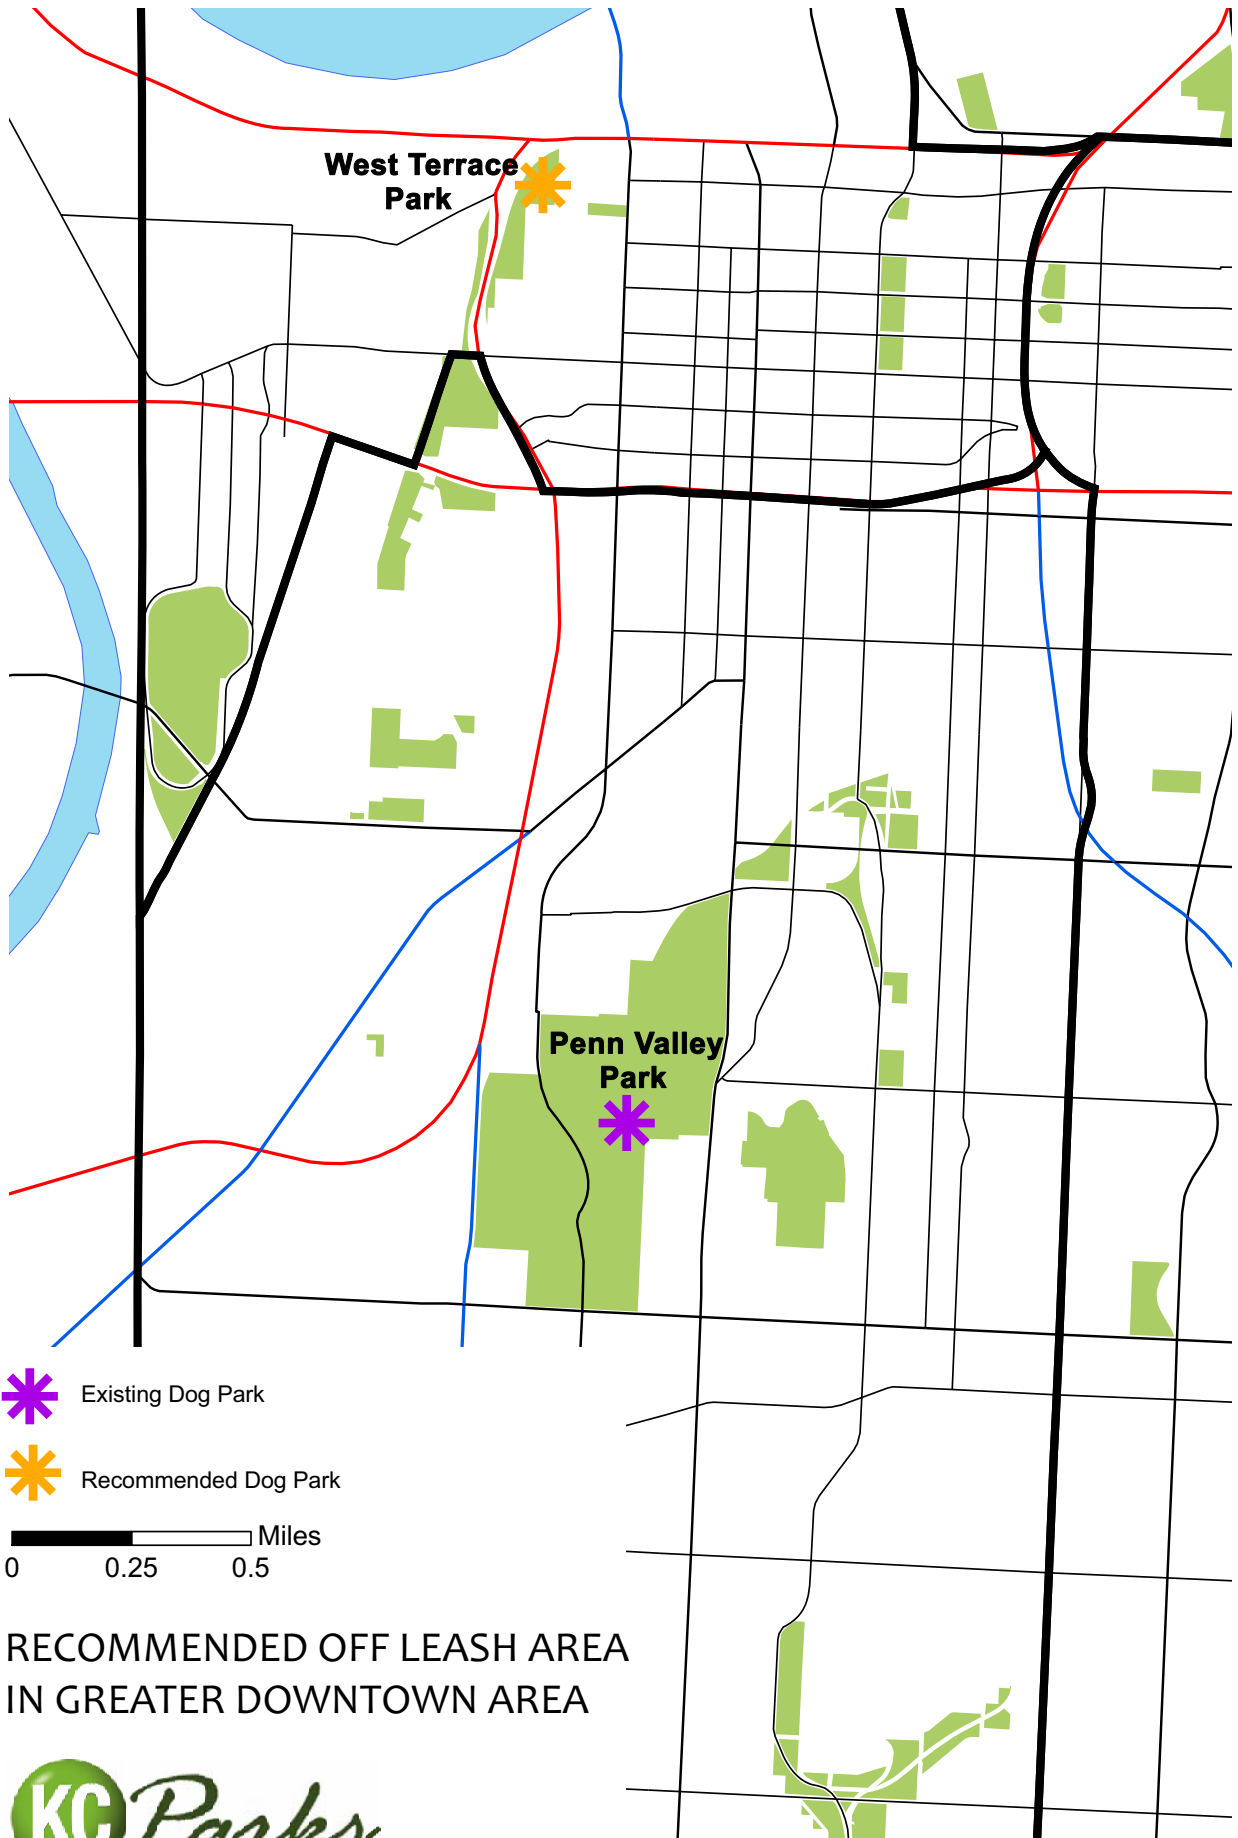 West Terrace
Park
Penn Valley
Park
Existing Dog Park
Recommended Dog Park
Miles
0 0.25 0.5
RECOMMENDED OFF LEASH AREA
IN GREATER DOWNTOWN AREA
KC Parks